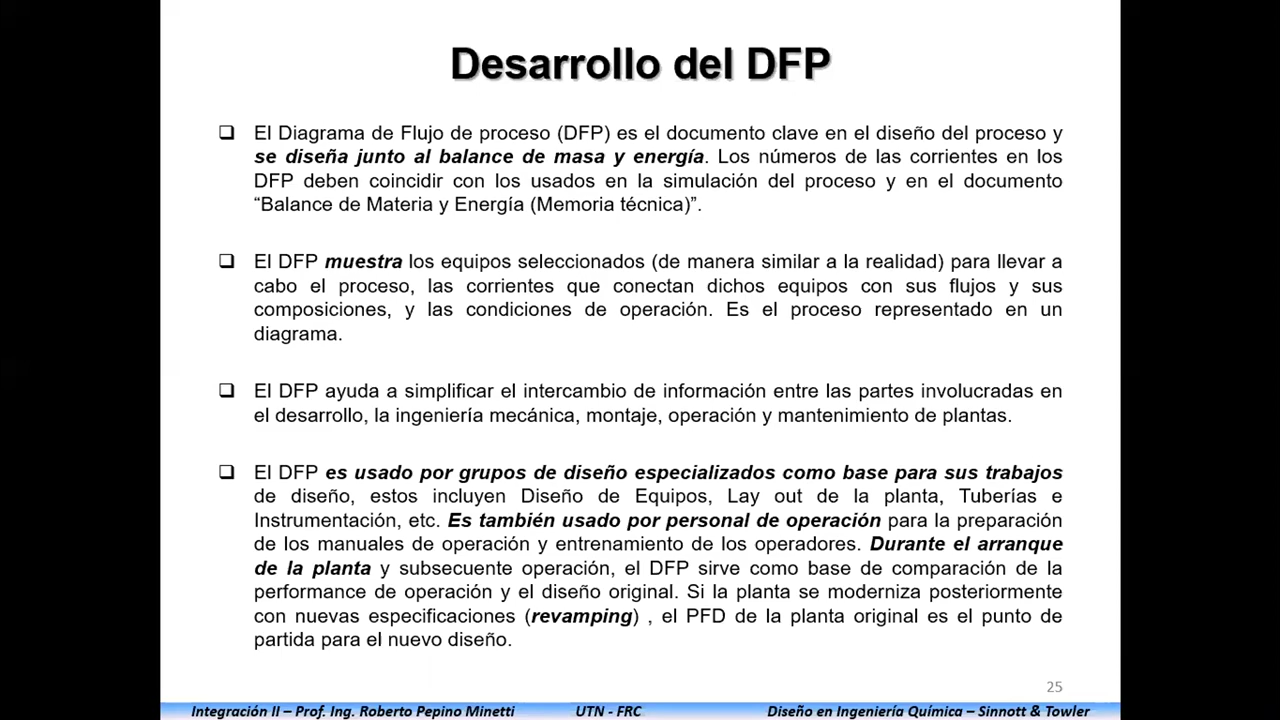 Desarrollo del DFP
❑ El Diagrama de Flujo de proceso (DFP) es el documento clave en el diseño del proceso y
se diseña junto al balance de masa y energía. Los números de las corrientes en los
DFP deben coincidir con los usados en la simulación del proceso y en el documento
“Balance de Materia y Energía (Memoria técnica)”.
❑ El DFP muestra los equipos seleccionados (de manera similar a la realidad) para llevar a
cabo el proceso, las corrientes que conectan dichos equipos con sus flujos y sus
composiciones, y las condiciones de operación. Es el proceso representado en un
diagrama.
❑ El DFP ayuda a simplificar el intercambio de información entre las partes involucradas en
el desarrollo, la ingeniería mecánica, montaje, operación y mantenimiento de plantas.
❑ El DFP es usado por grupos de diseño especializados como base para sus trabajos
de diseño, estos incluyen Diseño de Equipos, Lay out de la planta, Tuberías e
Instrumentación, etc. Es también usado por personal de operación para la preparación
de los manuales de operación y entrenamiento de los operadores. Durante el arranque
de la planta y subsecuente operación, el DFP sirve como base de comparación de la
performance de operación y el diseño original. Si la planta se moderniza posteriormente
con nuevas especificaciones (revamping) , el PFD de la planta original es el punto de
partida para el nuevo diseño.
25
Integración II – Prof. Ing. Roberto Pepino Minetti UTN - FRC Diseño en Ingeniería Química – Sinnott & Towler